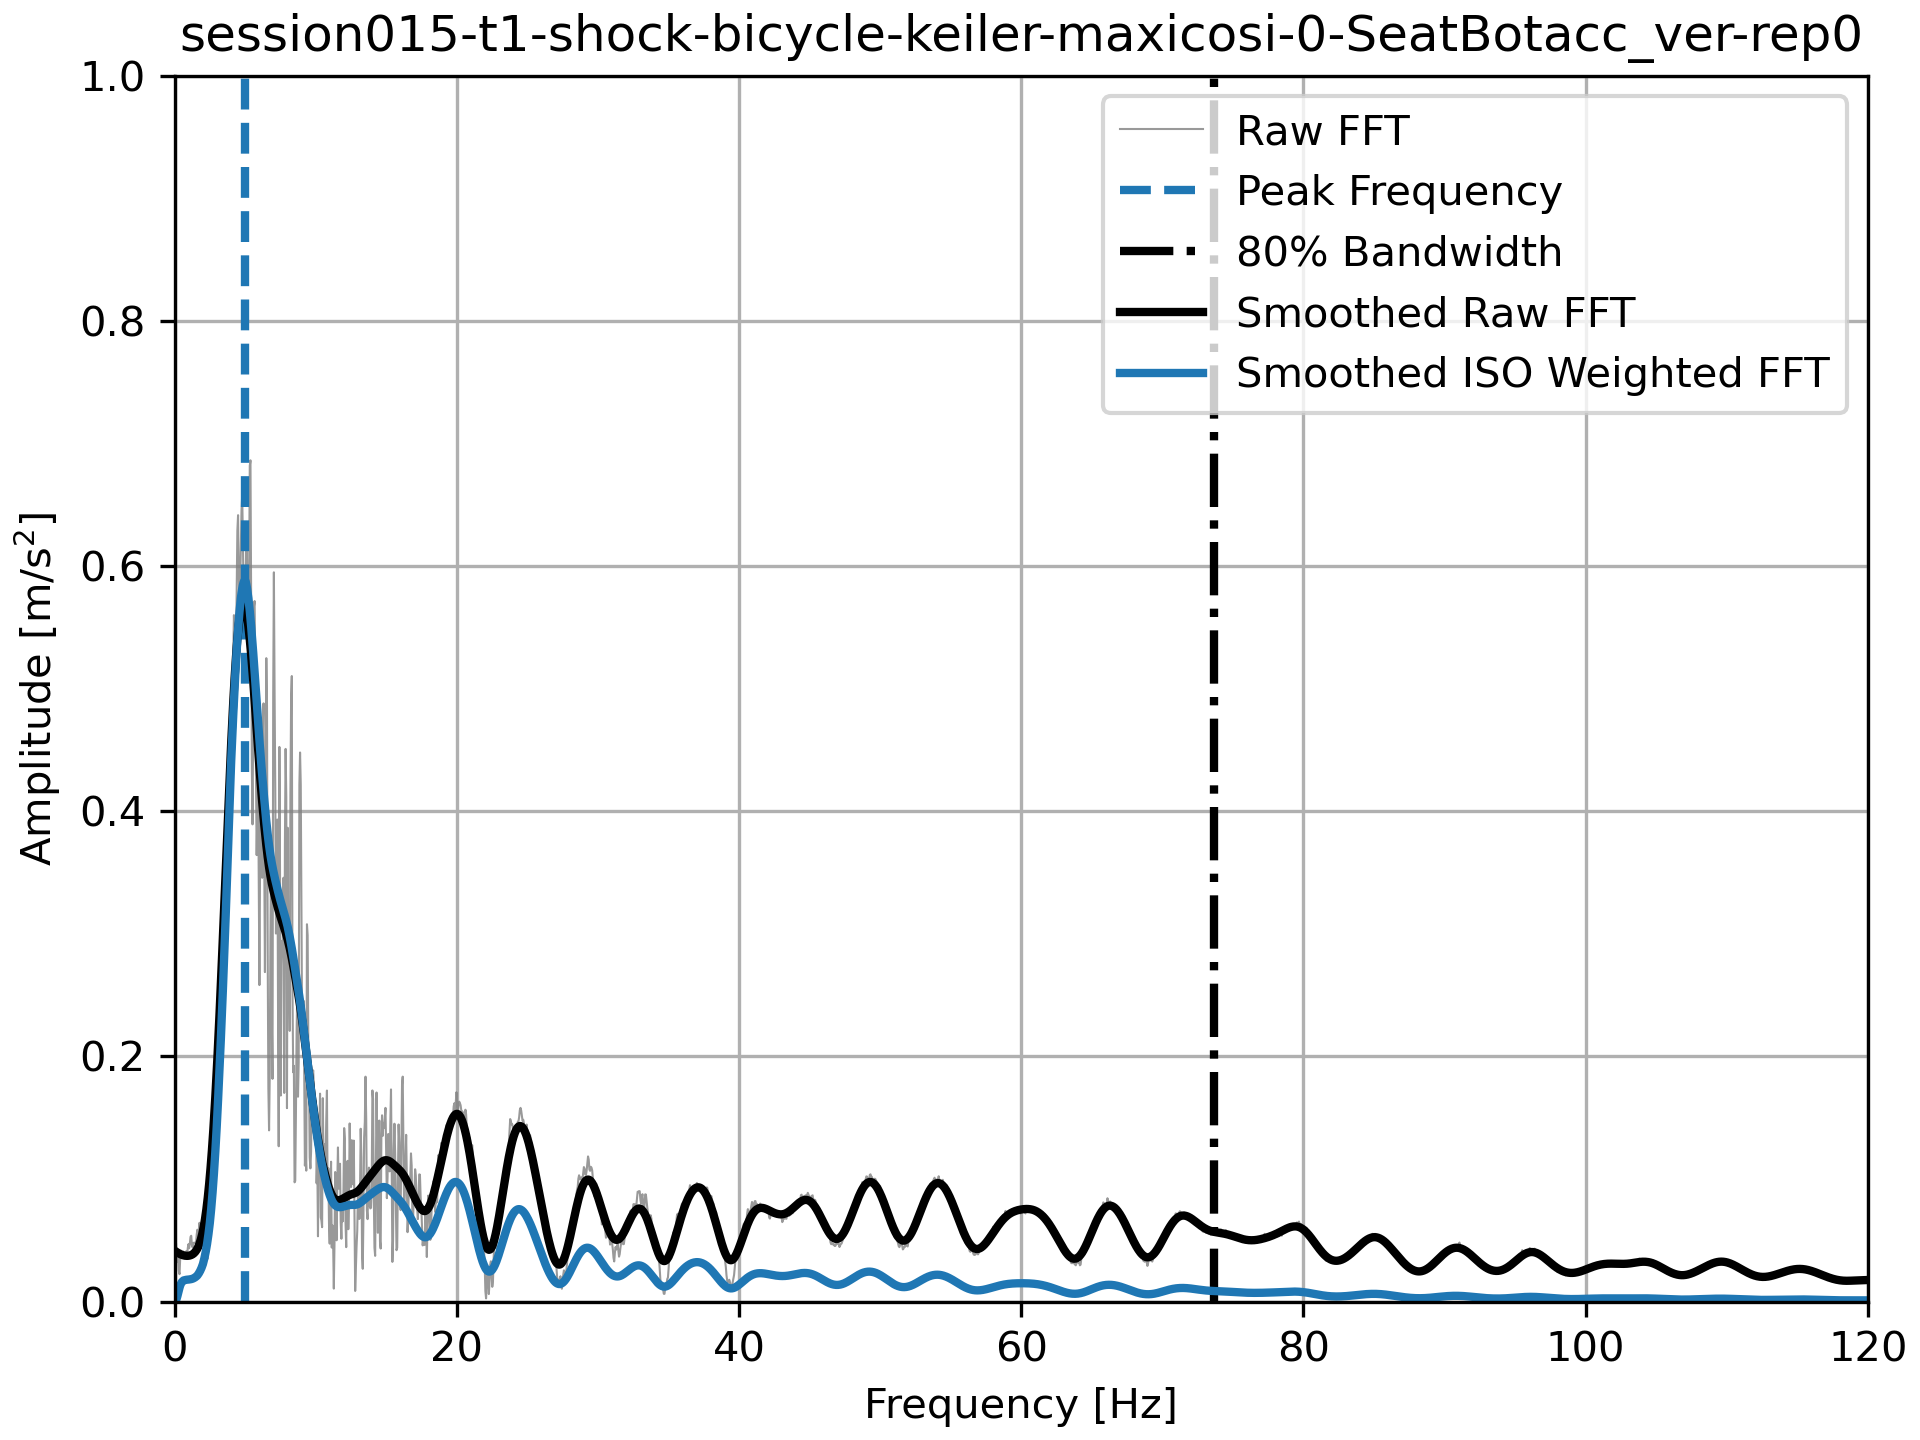 session015-t1-shock-bicycle-keiler-maxicosi-0-SeatBotacc_ver-rep0
1.0
0.8
0.6
0.4
0.2
0.0
Amplitude [m/s²]
Raw FFT
Peak Frequency
80% Bandwidth
Smoothed Raw FFT
Smoothed ISO Weighted FFT
0 20 40 60 80 100 120
Frequency [Hz]